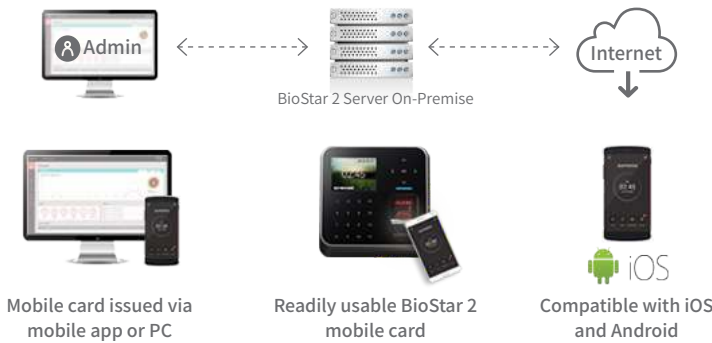 Admin
BioStar 2 Server On-Premise
Internet
iOS
Mobile card issued via
mobile app or PC
Readily usable BioStar 2
mobile card
Compatible with iOS
and Android